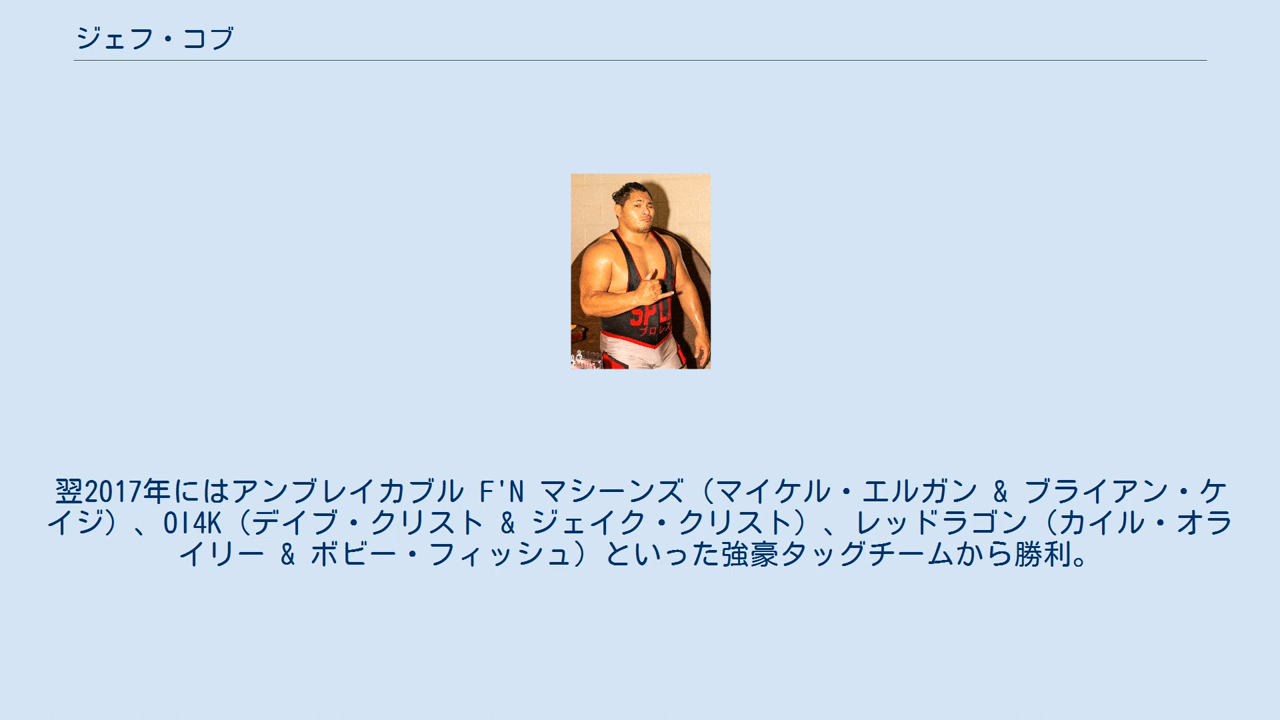 ジェフ・コブ
SPL
プロレス
翌2017年にはアンブレイカブル F'N マシーンズ（マイケル・エルガン & ブライアン・ケ
イジ）、OI4K（デイブ・クリスト & ジェイク・クリスト）、レッドラゴン（カイル・オラ
イリー & ボビー・フィッシュ）といった強豪タッグチームから勝利。